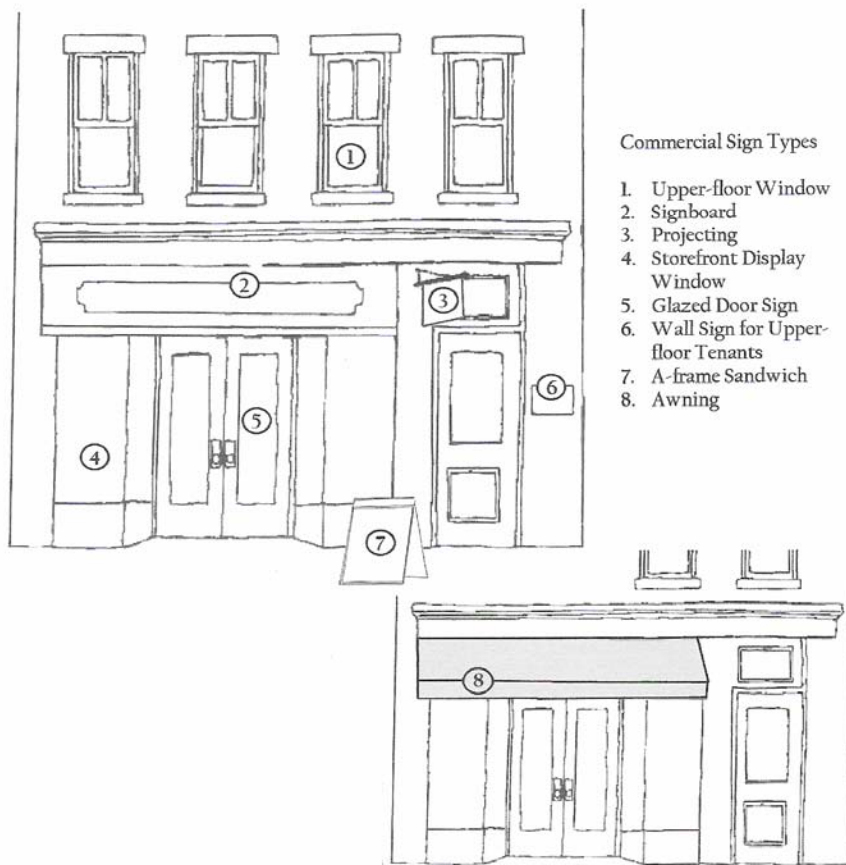 1
2
3
4
5
6
7
Commercial Sign Types
1. Upper-floor Window
2. Signboard
3. Projecting
4. Storefront Display
Window
5. Glazed Door Sign
6. Wall Sign for Upper-
floor Tenants
7. A-frame Sandwich
8. Awning
8